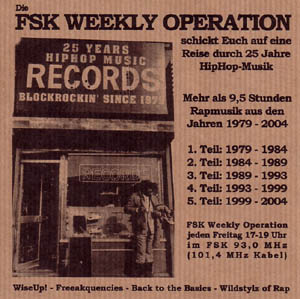 Die
FSK WEEKLY OPERATION
schickt Euch auf eine
Reise durch 25 Jahre
HipHop-Musik
25 YEARS
HIPHOP MUSIC
RECORDS
BLOCKROCKIN' SINCE 1979
Mehr als 9,5 Stunden
Rapmusik aus den
Jahren 1979 - 2004
1. Teil: 1979 - 1984
2. Teil: 1984 - 1989
3. Teil: 1989 - 1993
4. Teil: 1993 - 1999
5. Teil: 1999 - 2004
RECORDS
FSK Weekly Operation
jeden Freitag 17-19 Uhr
im FSK 93,0 MHz
(101,4 MHz Kabel)
WiseUp! - Freeakquencies - Back to the Basics - Wildstylz of Rap